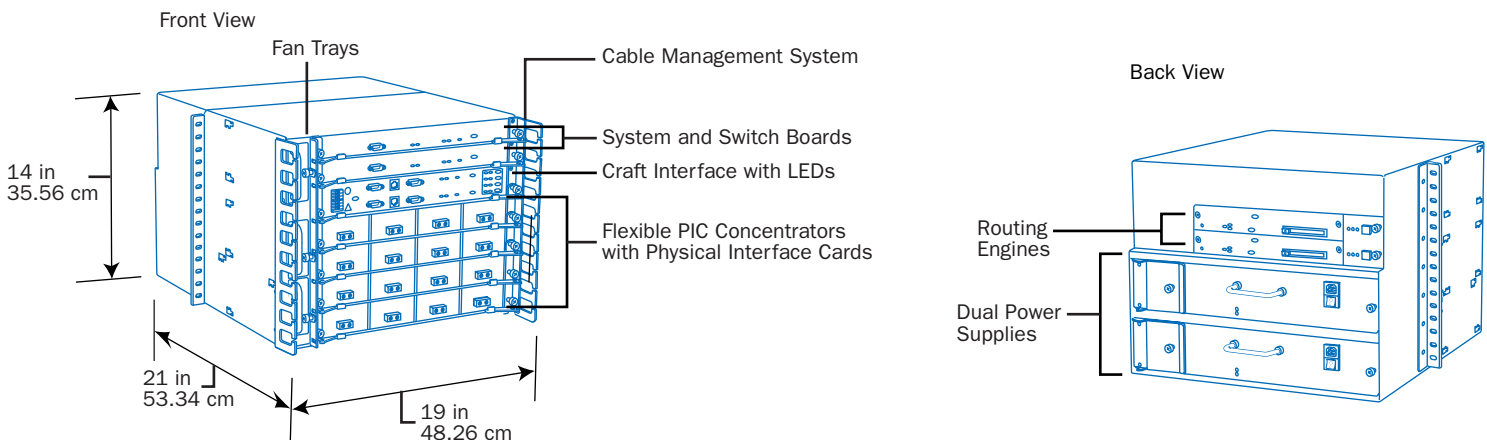 Front View
Fan Trays
Cable Management System
System and Switch Boards
Craft Interface with LEDs
Flexible PIC Concentrators
with Physical Interface Cards
14 in
35.56 cm
21 in
53.34 cm
19 in
48.26 cm
Back View
Routing
Engines
Dual Power
Supplies